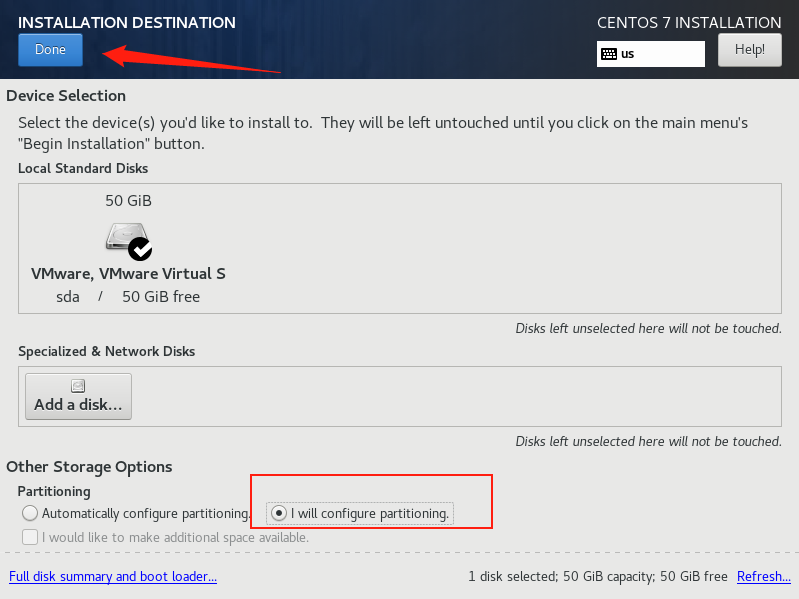 INSTALLATION DESTINATION
CENTOS 7 INSTALLATION
Done
us
Help!
Device Selection
Select the device(s) you'd like to install to.  They will be left untouched until you click on the main menu's
"Begin Installation" button.
Local Standard Disks
50 GiB
VMware, VMware Virtual S
sda / 50 GiB free
Disks left unselected here will not be touched.
Specialized & Network Disks
Add a disk...
Disks left unselected here will not be touched.
Other Storage Options
Partitioning
Automatically configure partitioning. I will configure partitioning.
I would like to make additional space available.
Full disk summary and boot loader...
1 disk selected; 50 GiB capacity; 50 GiB free Refresh...